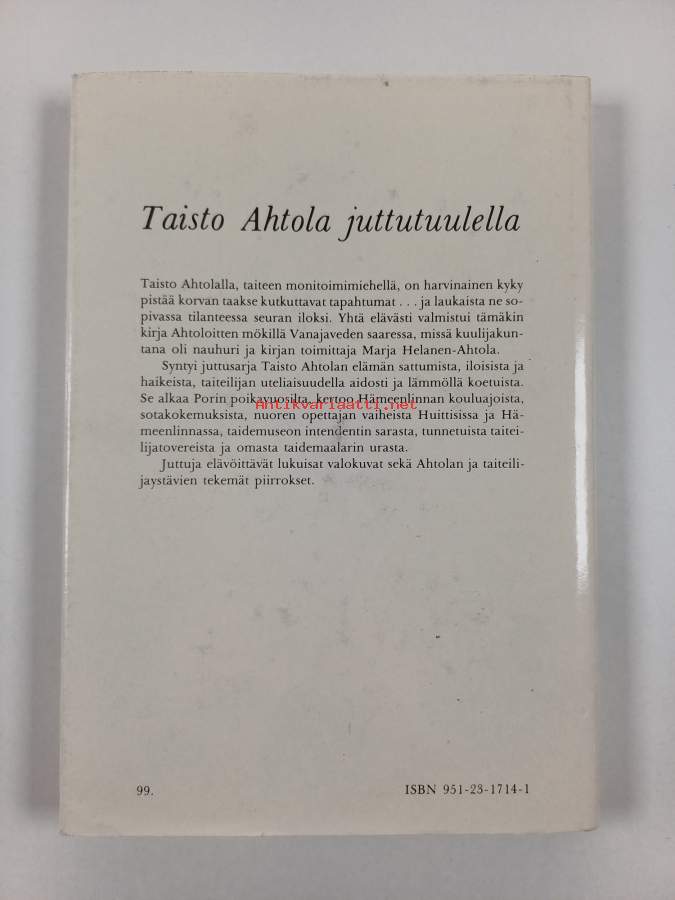 Taisto Ahtola juttutuulella
Taisto Ahtolalla, taiteen monitoimimiehellä, on harvinainen kyky
pistää korvan taakse kutkuttavat tapahtumat . . . ja laukaista ne so-
pivassa tilanteessa seuran iloksi. Yhtä elävästi valmistui tämäkin
kirja Ahtoloitten mökillä Vanajaveden saaressa, missä kuulijakun-
tana oli nauhuri ja kirjan toimittaja Marja Helanen-Ahtola.
Syntyi juttusarja Taisto Ahtolan elämän sattumista, iloisista ja
haikeista, taiteilijan uteliaisuudella aidosti ja lämmöllä koetuista.
Se alkaa Porin poikavuosilta, kertoo Hämeenlinnan kouluajoista,
Antikvariaatti.net
sotakokemuksista, nuoren opettajan vaiheista Huittisissa ja Hä-
meenlinnassa, taidemuseon intendentin sarasta, tunnetuista taitei-
lijatovereista ja omasta taidemaalarin urasta.
Juttuja elävöittävät lukuisat valokuvat sekä Ahtolan ja taiteili-
jaystävien tekemät piirrokset.
99.
ISBN 951-23-1714-1